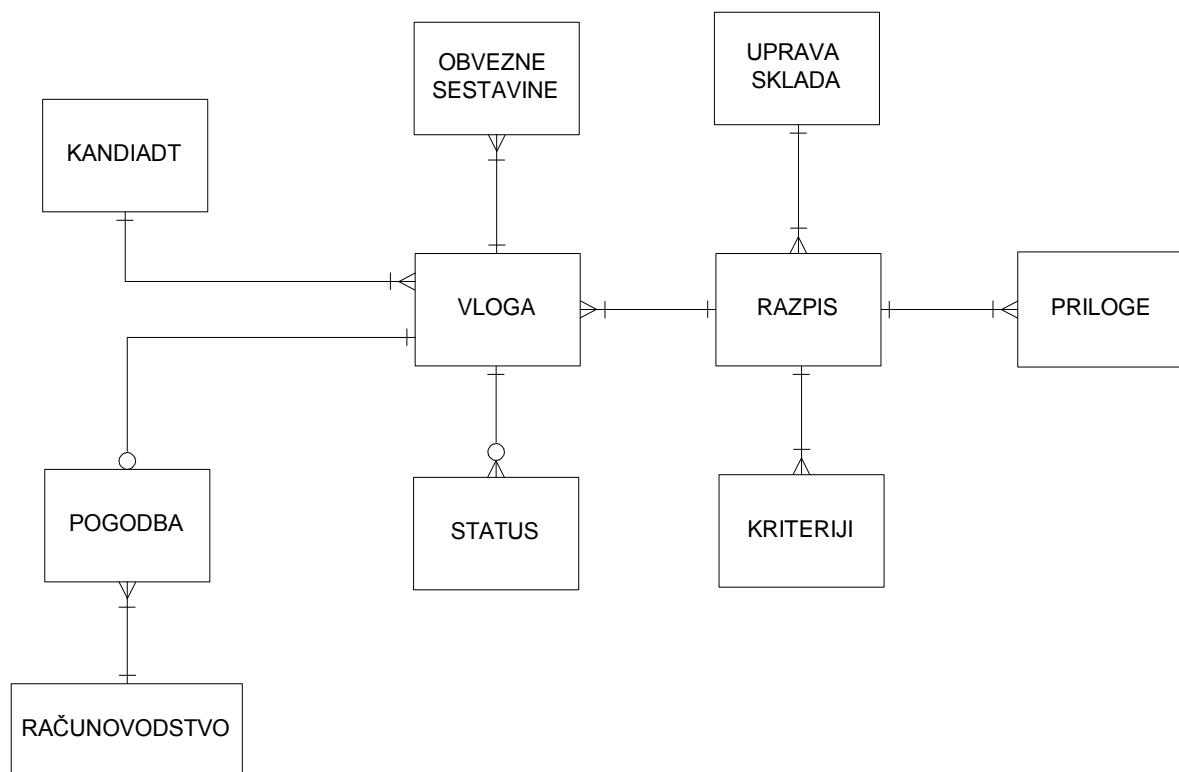 OBVEZNE
SESTAVINE
UPRAVA
SKLADA
KANDIADT
VLOGA
RAZPIS
PRILOGE
POGODBA
STATUS
KRITERIJI
RAČUNOVODSTVO